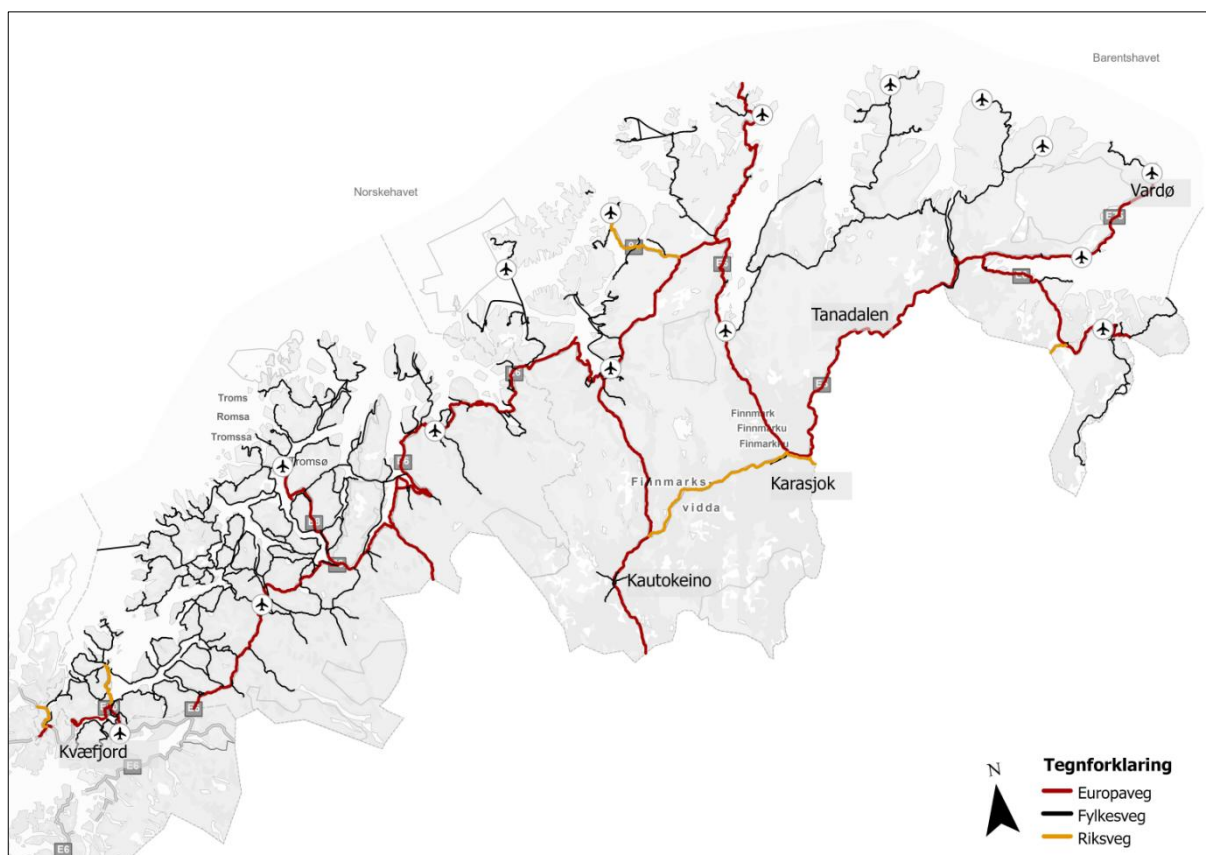 Barentshavet
Norskehavet
Vardø
Tanadalen
Troms
Romsa
Tromssa
Finnmark
Finnmárku
Finmarkku
Tromsø
Finnmarks-
vidda
Karasjok
Kautokeino
Kvæfjord
E6
E6
N
Tegnforklaring
Europaveg
Fylkesveg
Riksveg